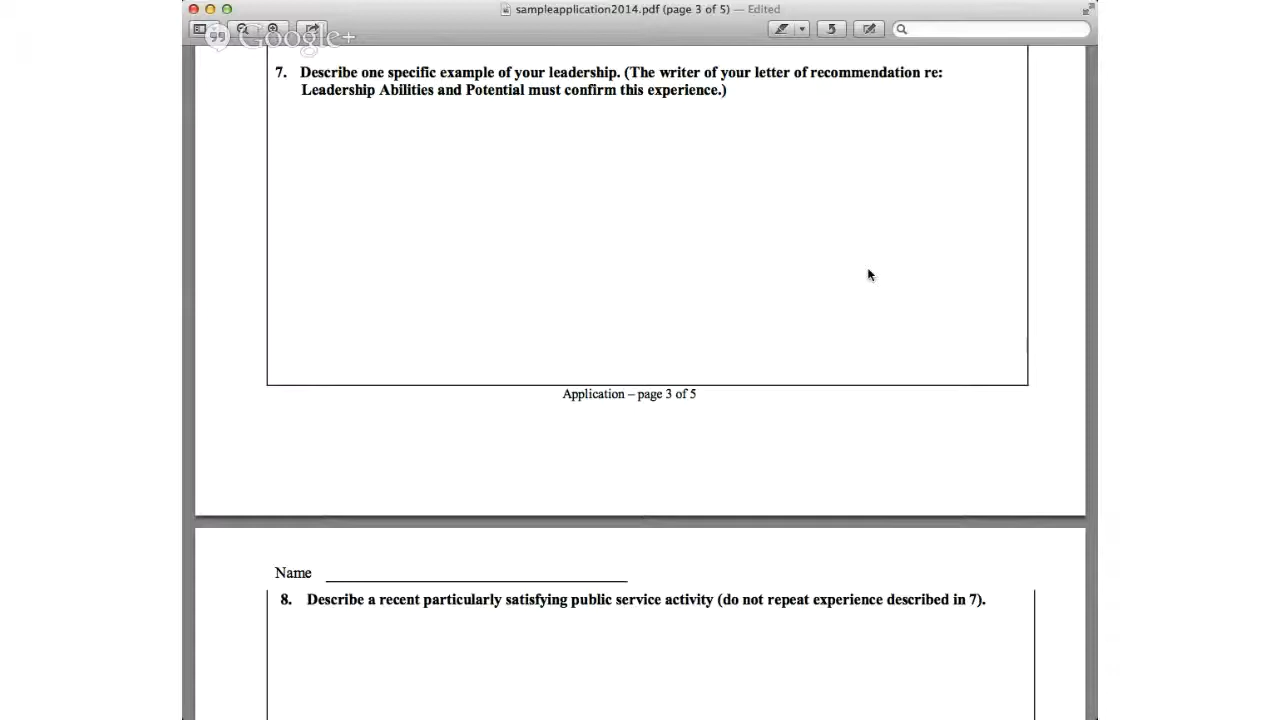 sampleapplication2014.pdf (page 3 of 5) — Edited
Google+
7. Describe one specific example of your leadership. (The writer of your letter of recommendation re:
Leadership Abilities and Potential must confirm this experience.)
Application – page 3 of 5
Name
8. Describe a recent particularly satisfying public service activity (do not repeat experience described in 7).